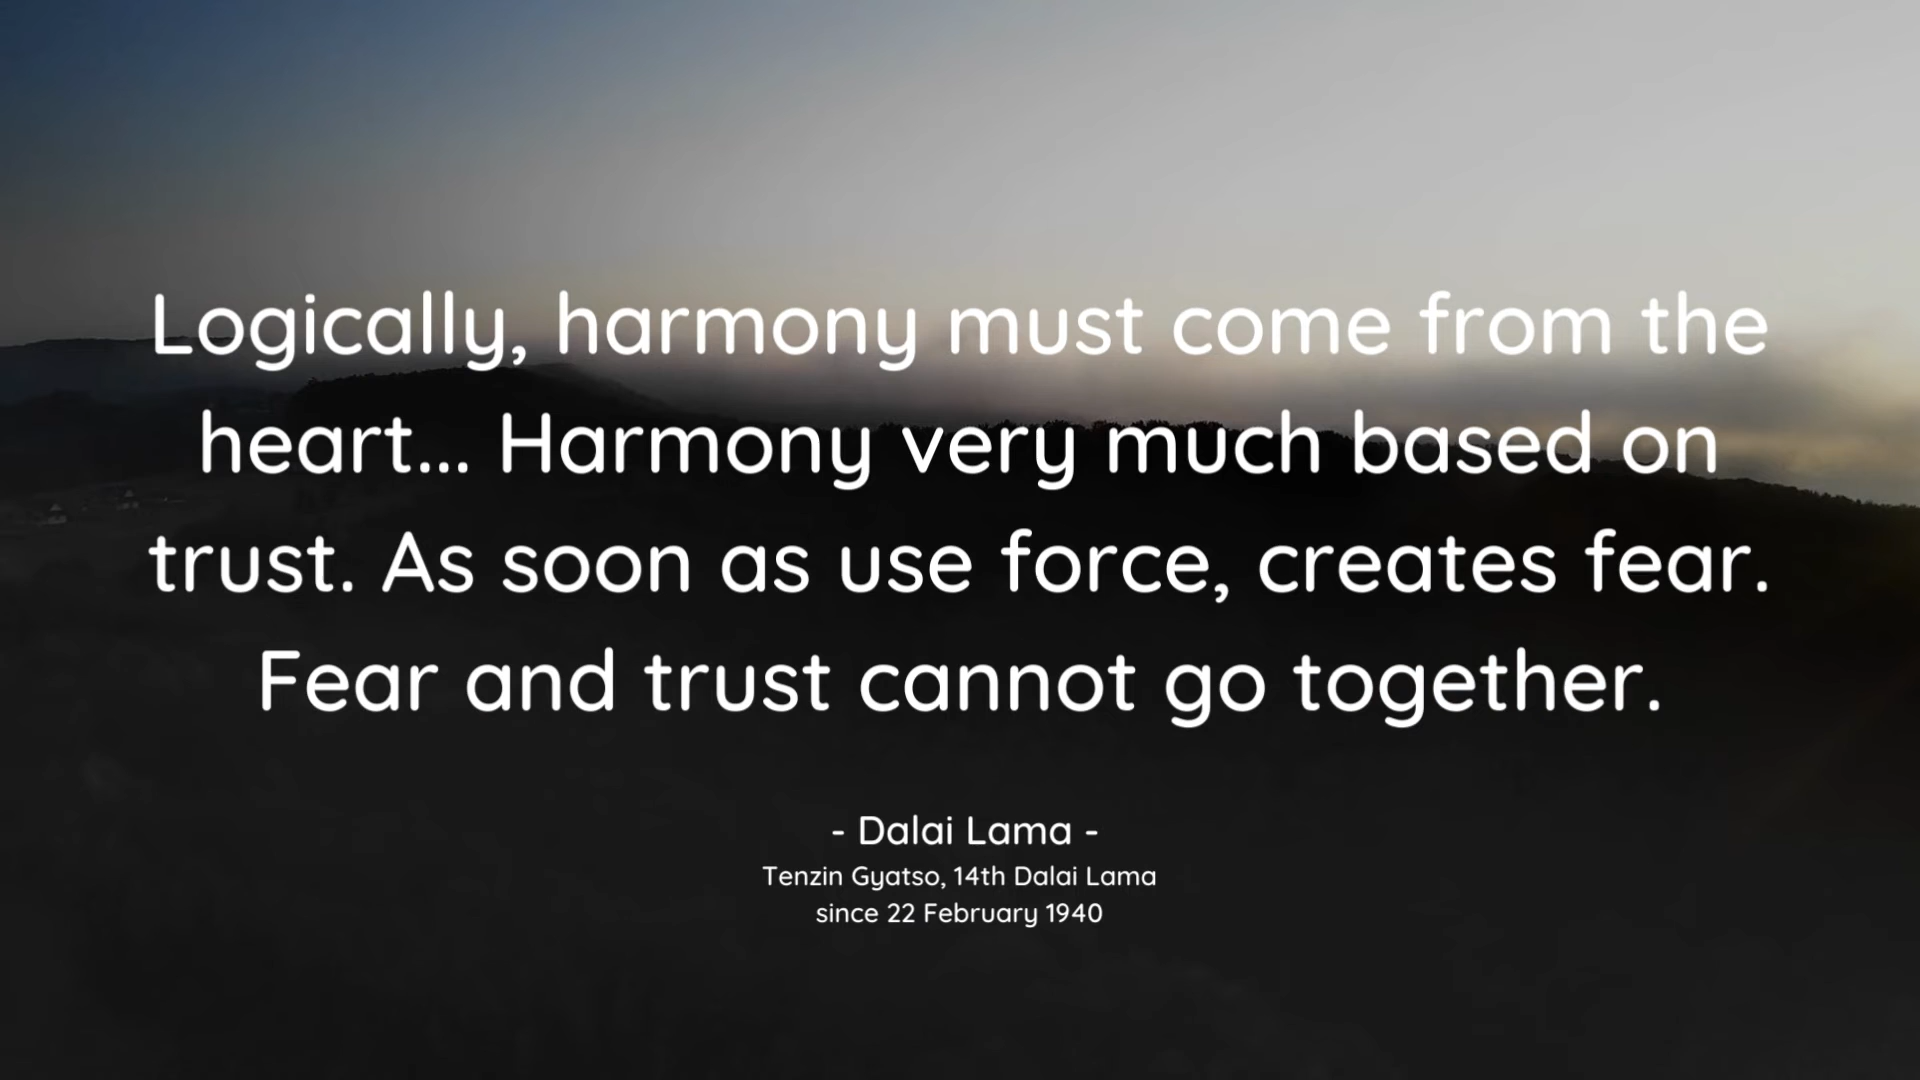 Logically, harmony must come from the
heart... Harmony very much based on
trust. As soon as use force, creates fear.
Fear and trust cannot go together.
- Dalai Lama -
Tenzin Gyatso, 14th Dalai Lama
since 22 February 1940